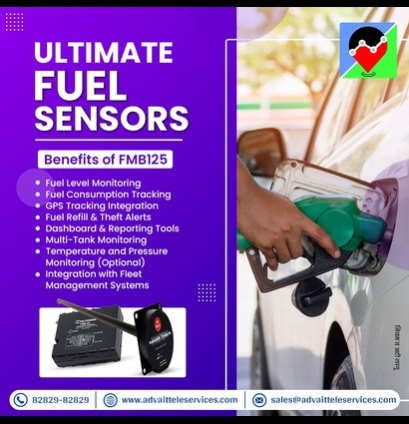 ULTIMATE
FUEL
SENSORS
Benefits of FMB125
Fuel Level Monitoring
Fuel Consumption Tracking
GPS Tracking Integration
Fuel Refill & Theft Alerts
Dashboard & Reporting Tools
Multi-Tank Monitoring
Temperature and Pressure
Monitoring (Optional)
Integration with Fleet
Management Systems
नियम व अटी लागू
82829-82829
www.advaitteleservices.com
sales@advaitteleservices.com